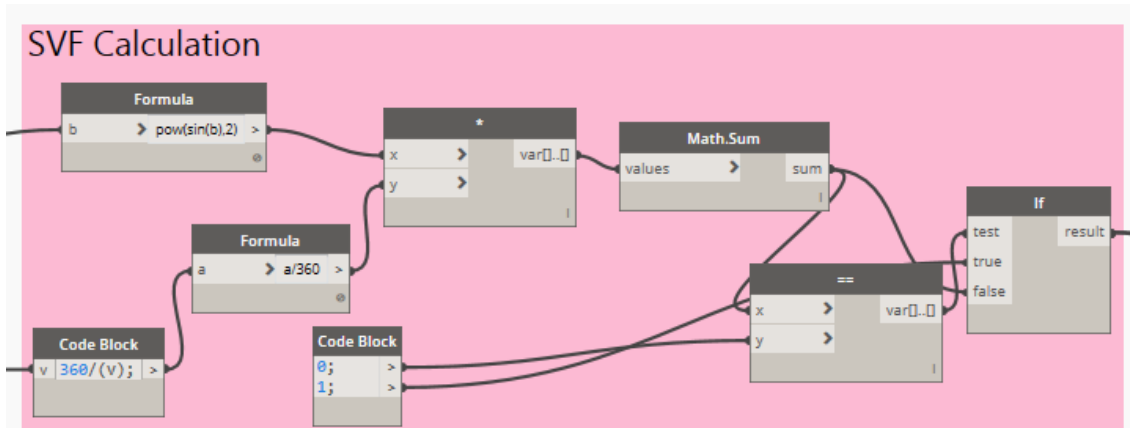 SVF Calculation
Formula
b > pow(sin(b),2) >
*
x > var[]..[]
y >
|
Math.Sum
values > sum
|
If
test result
true
false
Formula
a > a/360 >
==
x > var[]..[]
y >
|
Code Block
v 360/(v); >
Code Block
0; >
1; >